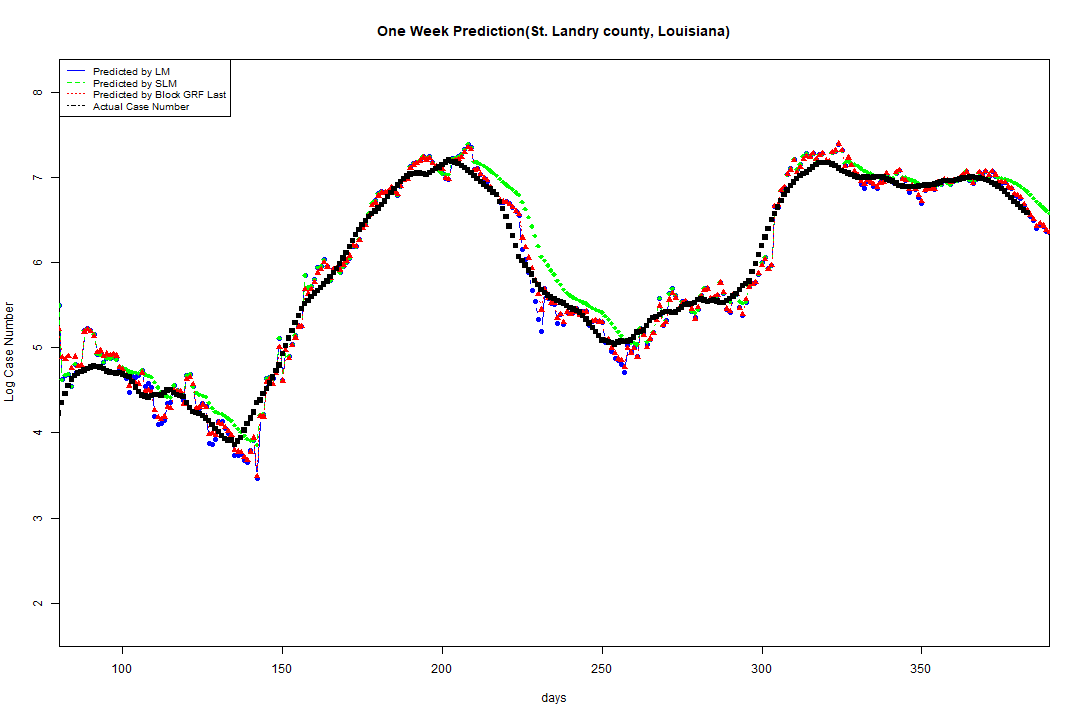 One Week Prediction(St. Landry county, Louisiana)
Predicted by LM
Predicted by SLM
Predicted by Block GRF Last
Actual Case Number
8
7
6
5
4
3
2
Log Case Number
100 150 200 250 300 350
days